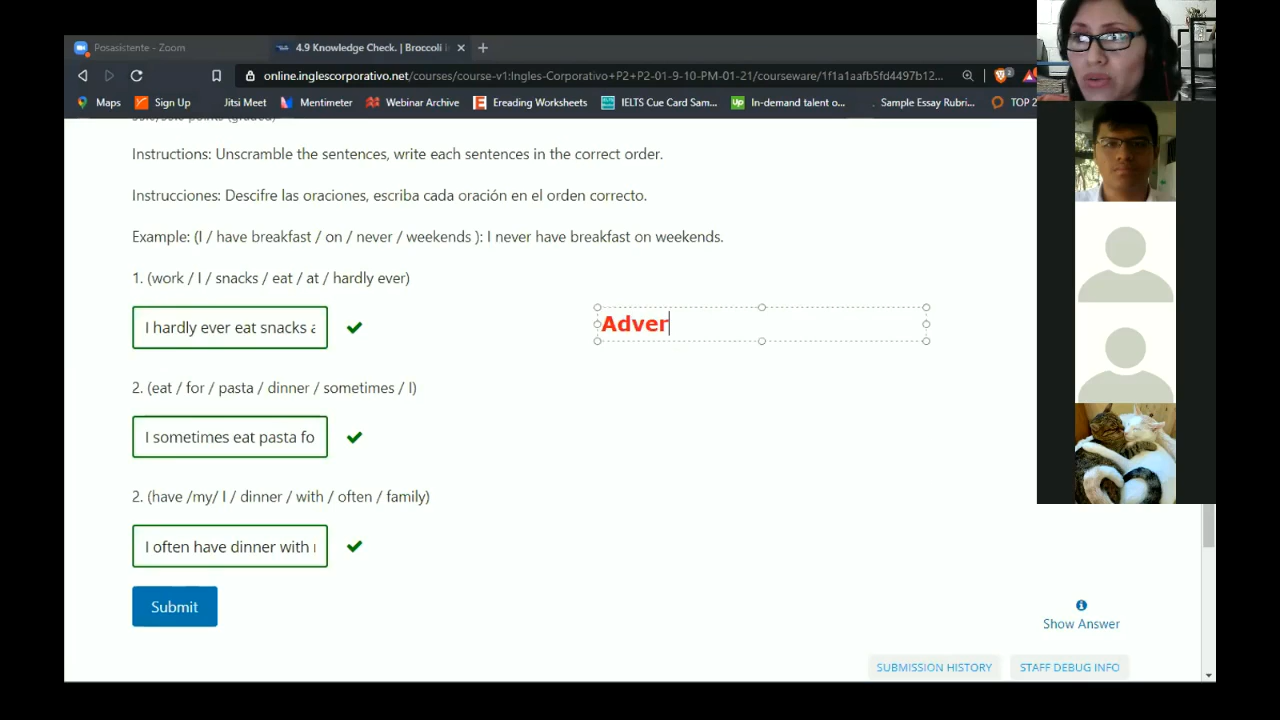 Posasistente - Zoom
4.9 Knowledge Check. | Broccoli i
online.inglescorporativo.net/courses/course-v1:Ingles-Corporativo+P2+P2-01-9-10-PM-01-21/courseware/1f1a1aafb5fd4497b12...
Maps Sign Up Jitsi Meet Mentimeter Webinar Archive Ereading Worksheets IELTS Cue Card Sam... In-demand talent o... Sample Essay Rubri... TOP 2
points (graded)
Instructions: Unscramble the sentences, write each sentences in the correct order.
Instrucciones: Descifre las oraciones, escriba cada oración en el orden correcto.
Example: (I / have breakfast / on / never / weekends ): I never have breakfast on weekends.
1. (work / I / snacks / eat / at / hardly ever)
I hardly ever eat snacks a
Adver
2. (eat / for / pasta / dinner / sometimes / I)
I sometimes eat pasta fo
2. (have /my/ I / dinner / with / often / family)
I often have dinner with
Submit
Show Answer
SUBMISSION HISTORY STAFF DEBUG INFO